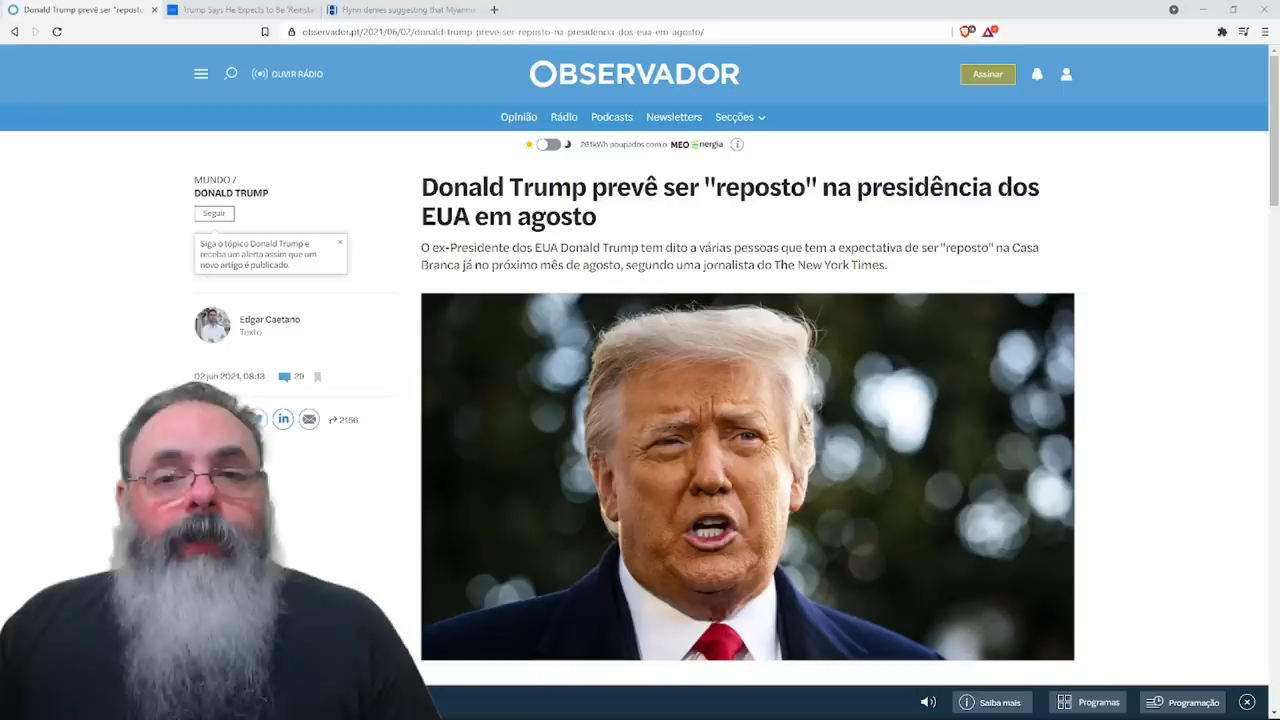 Donald Trump prevê ser "reposto
Trump Says He Expects to Be 'Reinsta
Flynn denies suggesting that Myanma
observador.pt/2021/06/02/donald-trump-preve-ser-reposto-na-presidencia-dos-eua-em-agosto/
OUVIR RÁDIO
OBSERVADOR
Assinar
Opinião Rádio Podcasts Newsletters Secções
261kWh poupados com o MEO Energia
MUNDO /
DONALD TRUMP
Seguir
Siga o tópico Donald Trump e
receba um alerta assim que um
novo artigo é publicado.
Donald Trump prevê ser "reposto" na presidência dos
EUA em agosto
O ex-Presidente dos EUA Donald Trump tem dito a várias pessoas que tem a expectativa de ser "reposto" na Casa
Branca já no próximo mês de agosto, segundo uma jornalista do The New York Times.
Edgar Caetano
Texto
02 jun 2021, 08:13 29
in 2156
Saiba mais Programas Programação